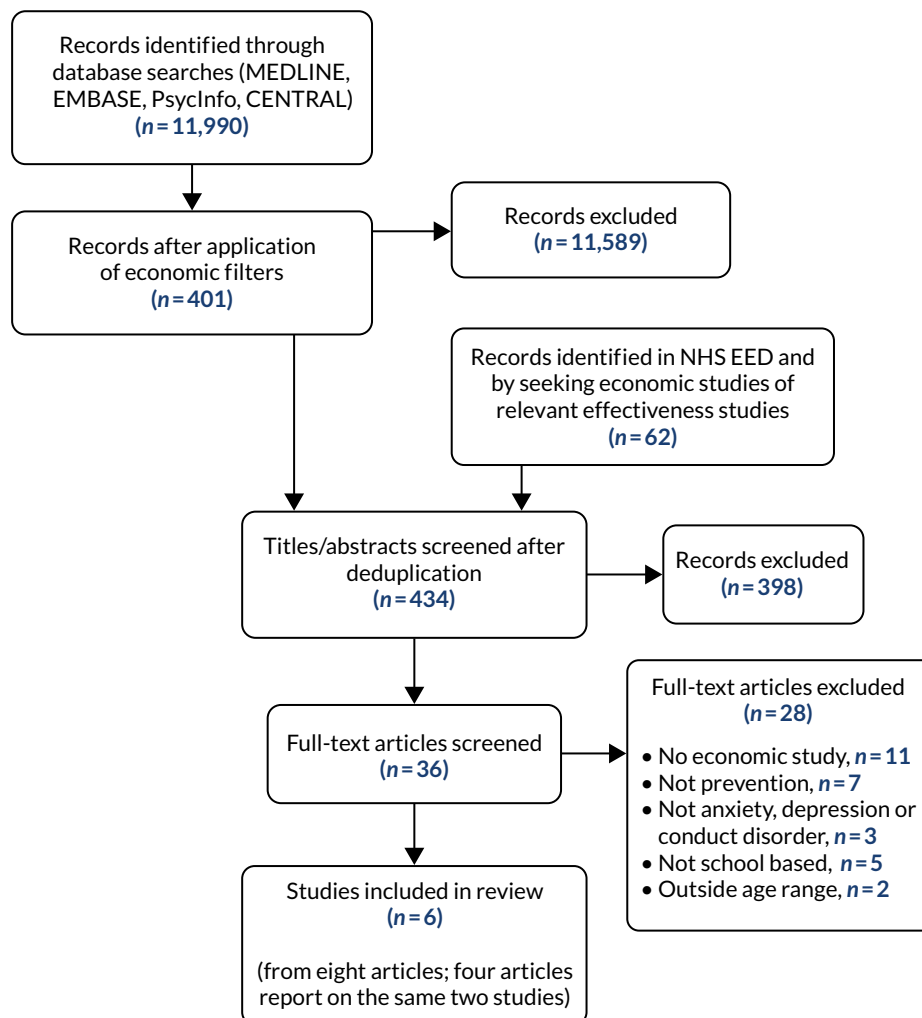 Records identified through
database searches (MEDLINE,
EMBASE, PsycInfo, CENTRAL)
(n=11,990)
Records after application
of economic filters
(n=401)
Records excluded
(n=11,589)
Records identified in NHS EED and
by seeking economic studies of
relevant effectiveness studies
(n=62)
Titles/abstracts screened after
deduplication
(n=434)
Records excluded
(n=398)
Full-text articles screened
(n=36)
Full-text articles excluded
(n=28)
• No economic study, n=11
• Not prevention, n=7
• Not anxiety, depression or
conduct disorder, n=3
• Not school based, n=5
• Outside age range, n=2
Studies included in review
(n=6)
(from eight articles; four articles
report on the same two studies)